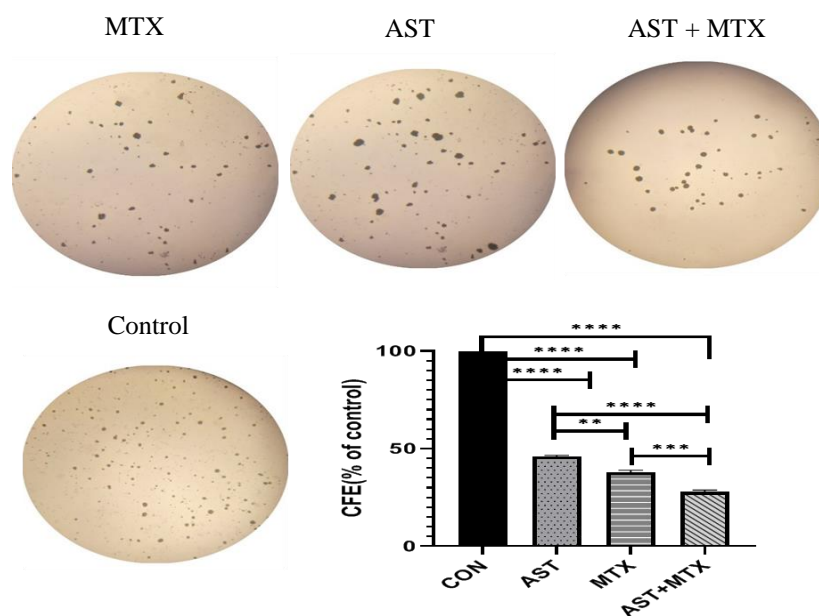 MTX
AST
AST + MTX
Control
****
****
****
****
**
***
100
50
0
CFE(% of control)
CON
AST
MTX
AST+MTX